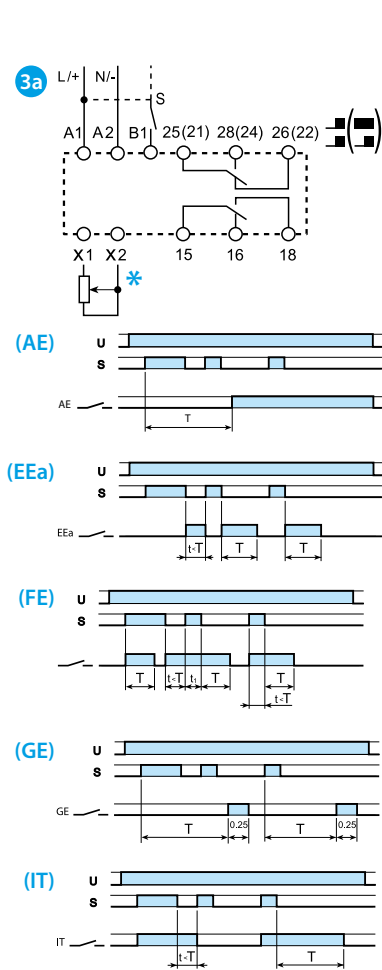 3a
L/+ N/-
S
A1 A2 B1 25(21) 28(24) 26(22)
X1 X2 15 16 18
*
(AE)
U
S
AE
T
(EEa)
U
S
EEa
t<T T T
(FE)
U
S
T t<T t1 T T
t<T
(GE)
U
S
GE
T 0.25 T 0.25
(IT)
U
S
IT
t<T T